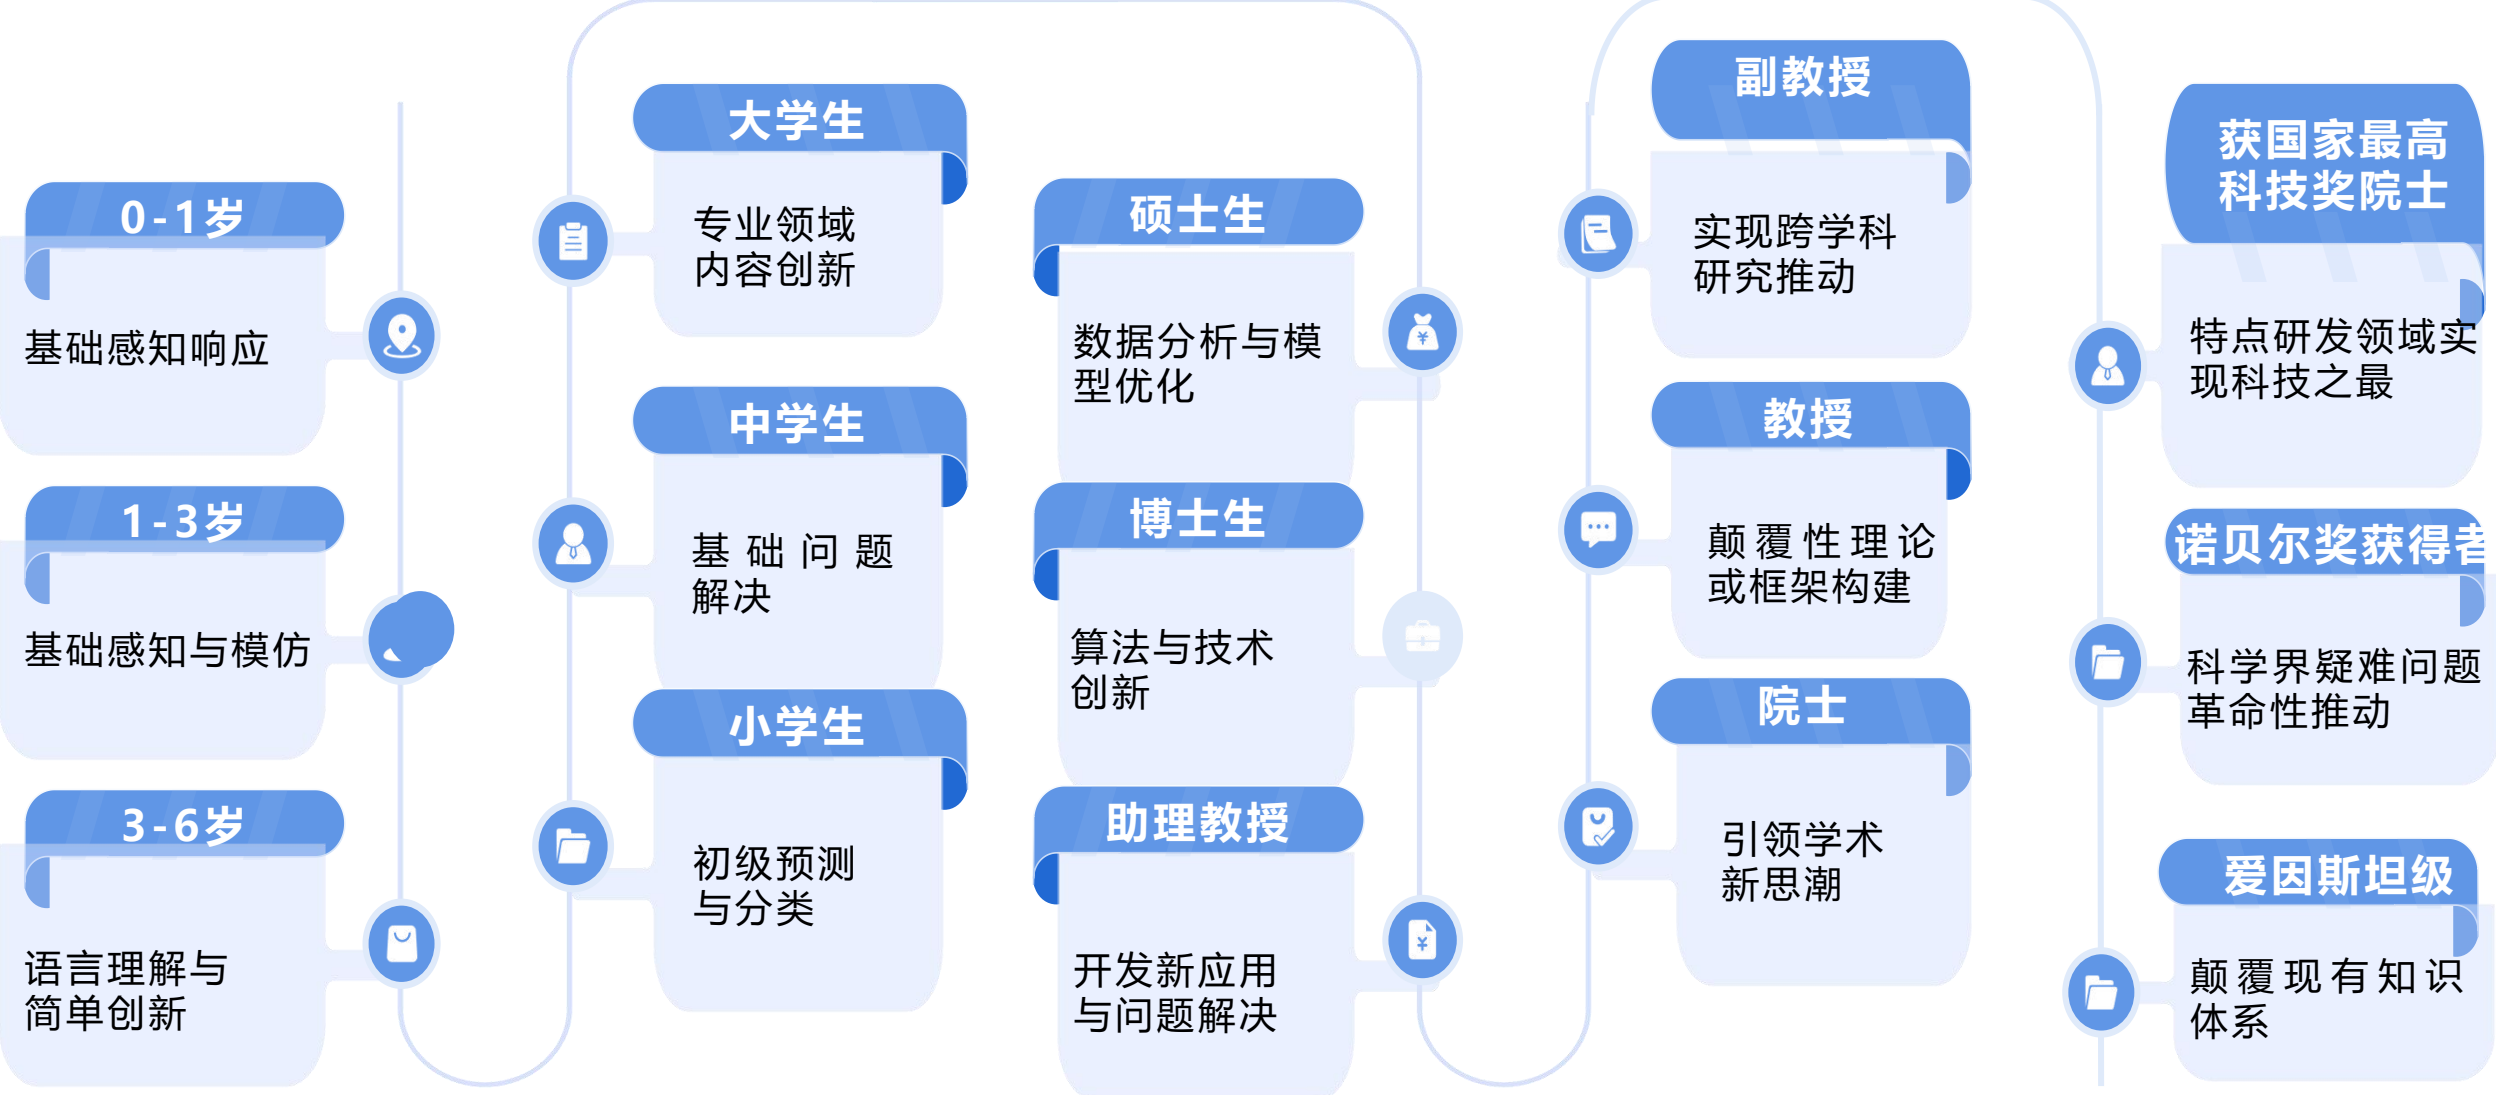 0-1岁
基础感知响应
1-3岁
基础感知与模仿
3-6岁
语言理解与
简单创新
大学生
专业领域
内容创新
中学生
基础问题
解决
小学生
初级预测
与分类
硕士生
数据分析与模
型优化
博士生
算法与技术
创新
助理教授
开发新应用
与问题解决
副教授
实现跨学科
研究推动
教授
颠覆性理论
或框架构建
院士
引领学术
新思潮
获国家最高
科技奖院士
特点研发领域实
现科技之最
诺贝尔奖获得者
科学界疑难问题
革命性推动
爱因斯坦级
颠覆现有知识
体系